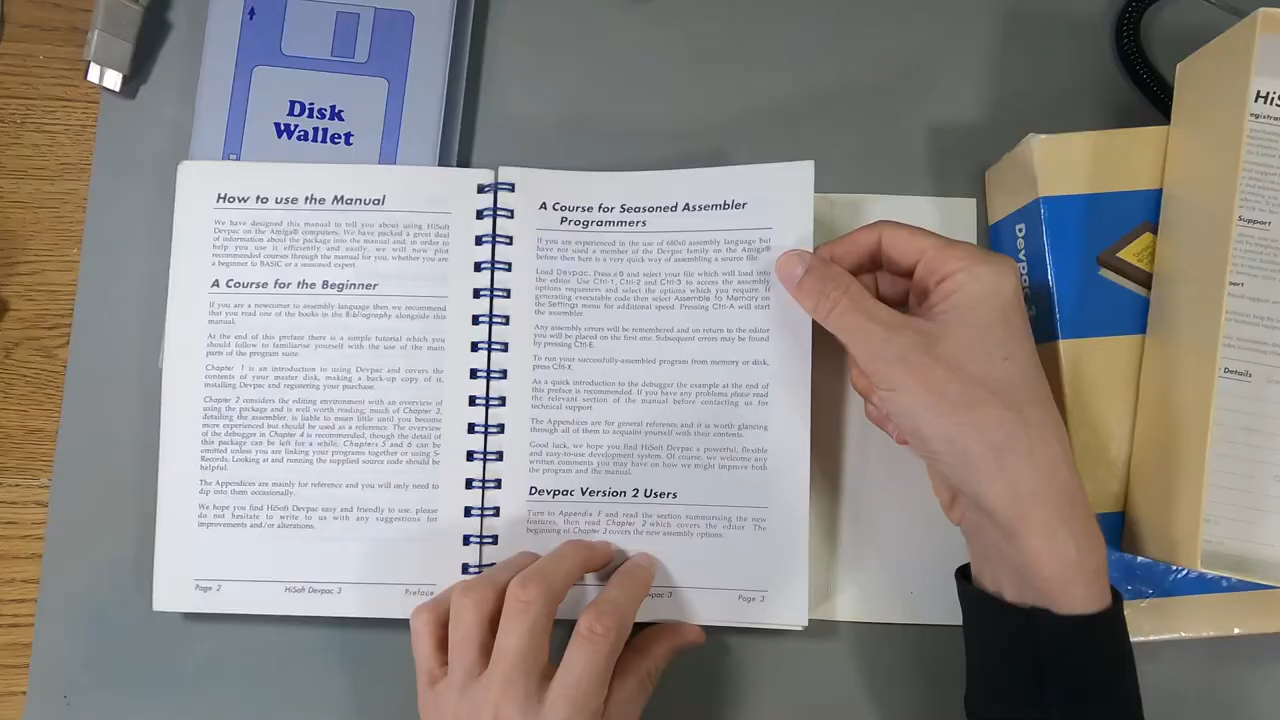 Disk
Wallet
How to use the Manual
We have designed this manual to tell you about using HiSoft
Devpac on the Amiga® computers. We have packed a great deal
of information about the package into the manual and, in order to
help you use it efficiently and easily, we will now pilot
recommended courses through the manual for you, whether you are
a beginner to BASIC or a seasoned expert.
A Course for the Beginner
If you are a newcomer to assembly language then we recommend
that you read one of the books in the Bibliography alongside this
manual.
At the end of this preface there is a simple tutorial which you
should follow to familiarise yourself with the use of the main
parts of the program suite.
Chapter 1 is an introduction to using Devpac and covers the
contents of your master disk, making a back-up copy of it,
installing Devpac and registering your purchase.
Chapter 2 considers the editing environment with an overview of
using the package and is well worth reading; much of Chapter 3,
detailing the assembler, is liable to mean little until you become
more experienced but should be used as a reference. The overview
of the debugger in Chapter 4 is recommended, though the detail of
this package can be left for a while. Chapters 5 and 6 can be
omitted unless you are linking your programs together or using S-
Records. Looking at and running the supplied source code should be
helpful.
The Appendices are mainly for reference and you will only need to
dip into them occasionally.
We hope you find HiSoft Devpac easy and friendly to use, please
do not hesitate to write to us with any suggestions for
improvements and/or alterations.
Page 2 HiSoft Devpac 3 Preface
A Course for Seasoned Assembler
Programmers
If you are experienced in the use of 680x0 assembly language but
have not used a member of the Devpac family on the Amiga®
before then here is a very quick way of assembling a source file:
Load Devpac. Press O and select your file which will load into
the editor. Use Ctrl-1, Ctrl-2 and Ctrl-3 to access the assembly
options requesters and select the options you require. If
generating executable code then select Assemble to Memory on
the Settings menu for additional speed. Pressing Ctrl-A will start
the assembler.
Any assembly errors will be remembered and on return to the editor
you will be placed on the first one. Subsequent errors may be found
by pressing Ctrl-E.
To run your successfully-assembled program from memory or disk,
press Ctrl-X.
As a quick introduction to the debugger the example at the end of
this preface is recommended. If you have any problems please read
the relevant section of the manual before contacting us for
technical support.
The Appendices are for general reference and it is worth glancing
through all of them to acquaint yourself with their contents.
Good luck, we hope you find HiSoft Devpac a powerful, flexible
and easy-to-use development system. Of course, we welcome any
written comments you may have on how we might improve both
the program and the manual.
Devpac Version 2 Users
Turn to Appendix F and read the section summarising the new
features, then read Chapter 2 which covers the editor. The
beginning of Chapter 3 covers the new assembly options.
vpac 3 Page 3
Devpac 3
HiS
Support
Details